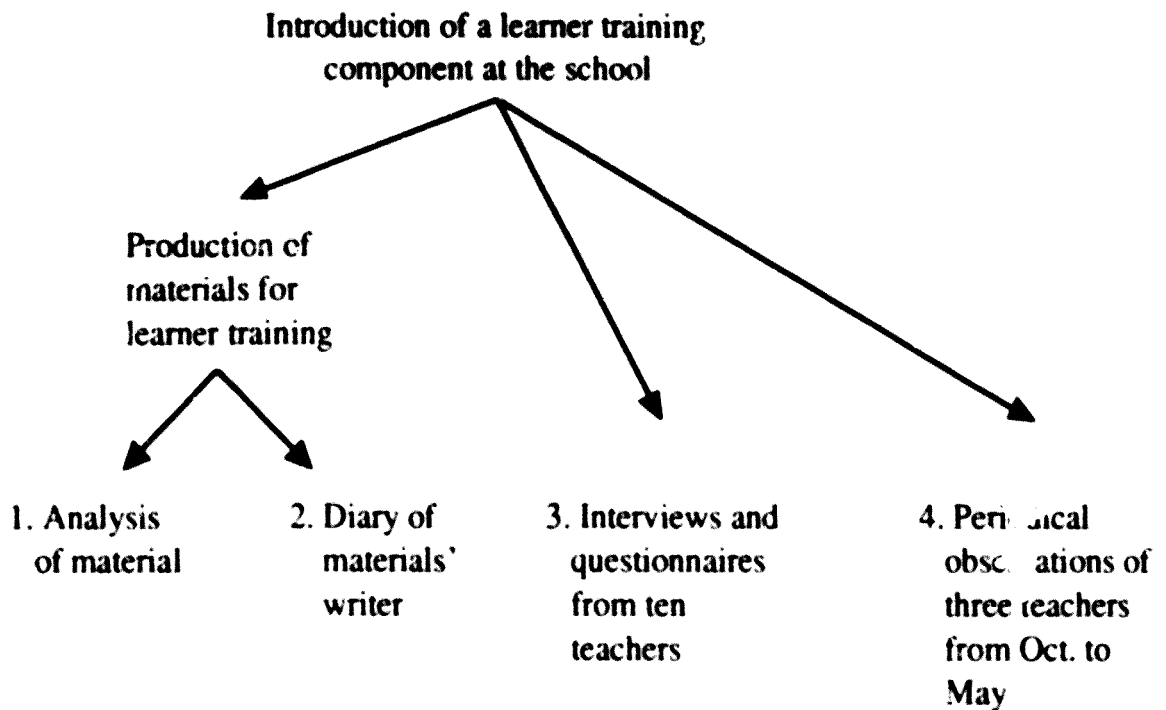 Introduction of a learner training
component at the school
Production of
materials for
learner training
1. Analysis
of material
2. Diary of
materials'
writer
3. Interviews and
questionnaires
from ten
teachers
4.
of
three teachers
from Oct. to
May